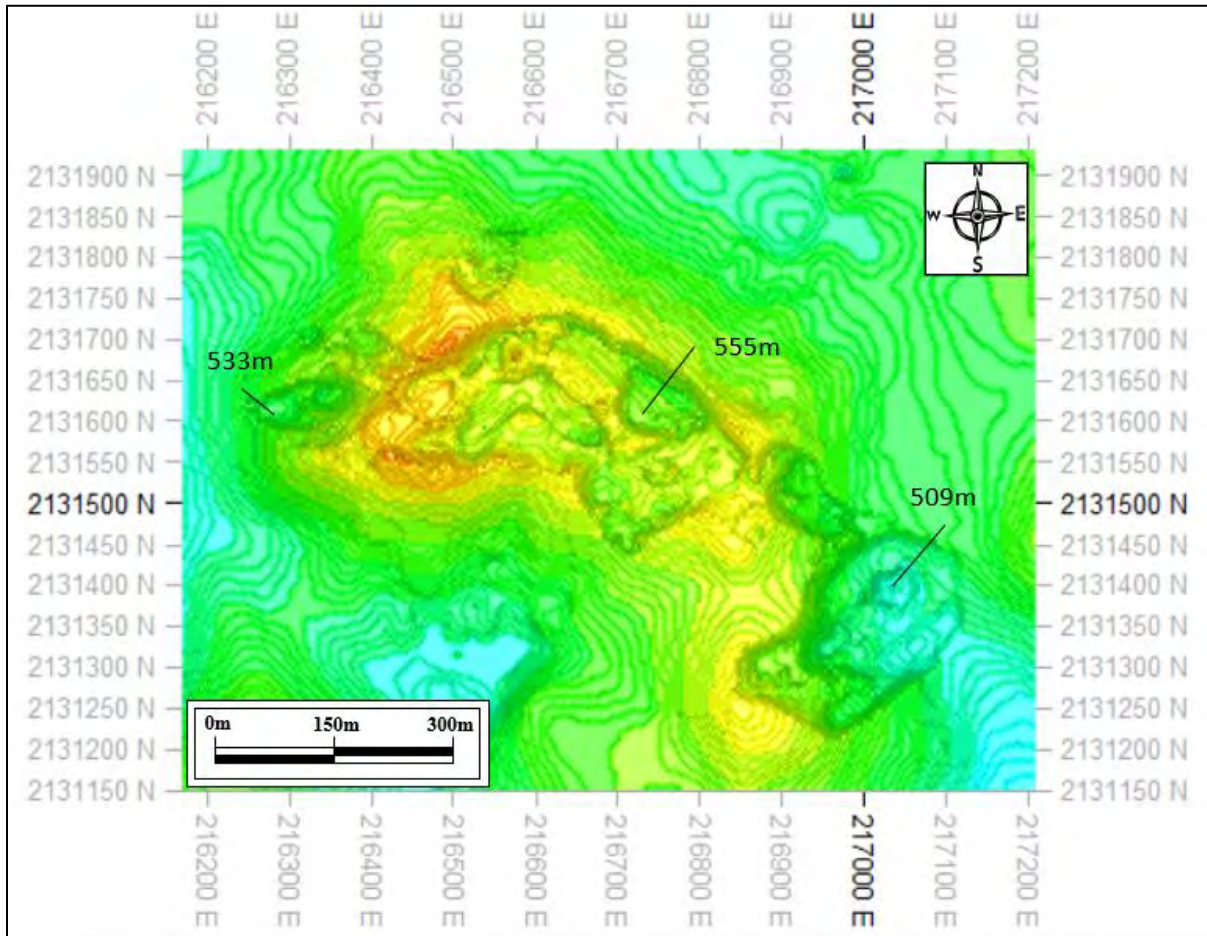 216200 E
216300 E
216400 E
216500 E
216600 E
216700 E
216800 E
216900 E
217000 E
217100 E
217200 E
2131900 N
2131900 N
N
W
E
S
2131850 N
2131850 N
2131800 N
2131800 N
2131750 N
2131750 N
2131700 N
2131700 N
533m
555m
2131650 N
2131650 N
2131600 N
2131600 N
2131550 N
2131550 N
509m
2131500 N
2131500 N
2131450 N
2131450 N
2131400 N
2131400 N
2131350 N
2131350 N
2131300 N
2131300 N
2131250 N
2131250 N
0m 150m 300m
2131200 N
2131200 N
2131150 N
2131150 N
216200 E
216300 E
216400 E
216500 E
216600 E
216700 E
216800 E
216900 E
217000 E
217100 E
217200 E